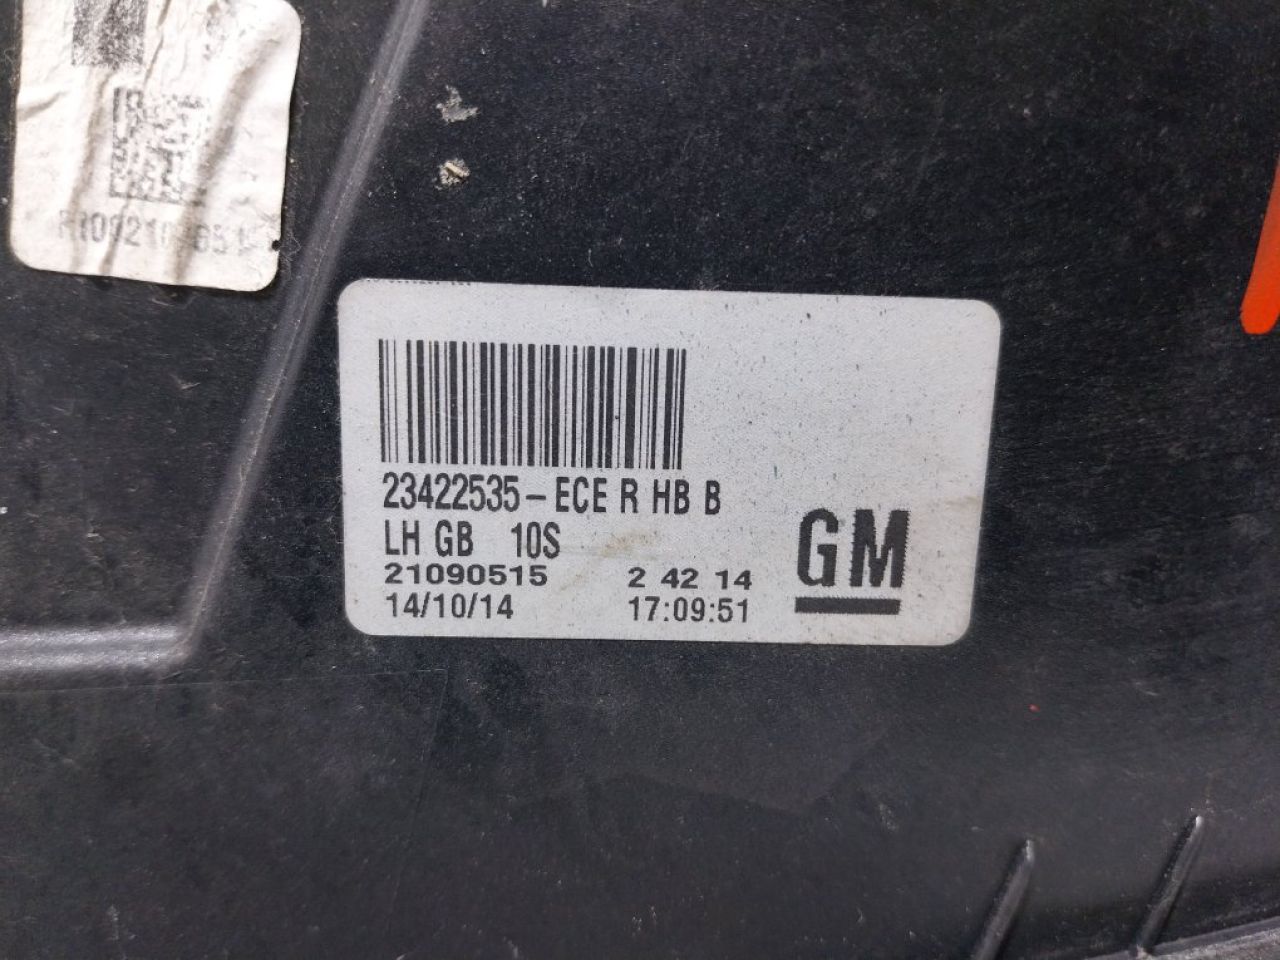 23422535-ECE R HB B
LH GB 10S
21090515 2 42 14
14/10/14 17:09:51
GM